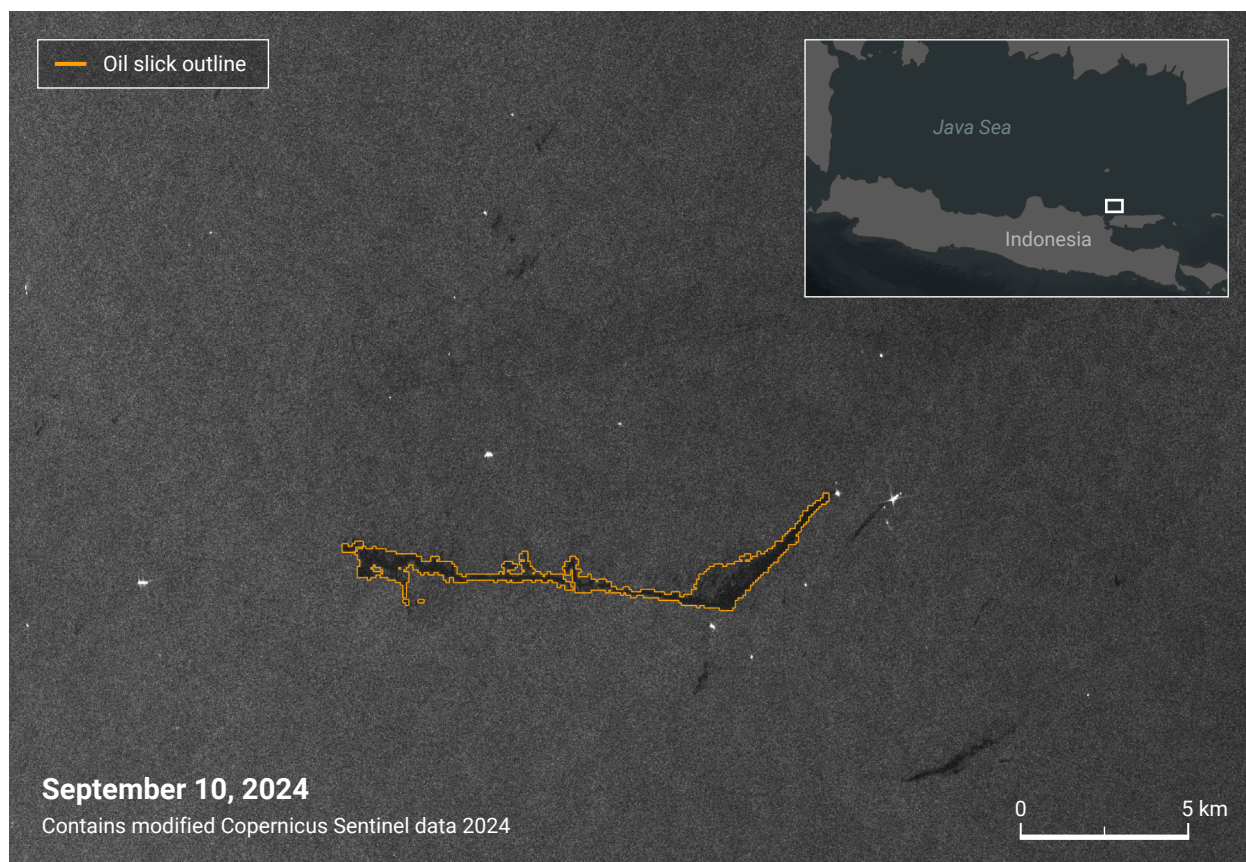 Oil slick outline
Java Sea
Indonesia
September 10, 2024
Contains modified Copernicus Sentinel data 2024
0 5 km